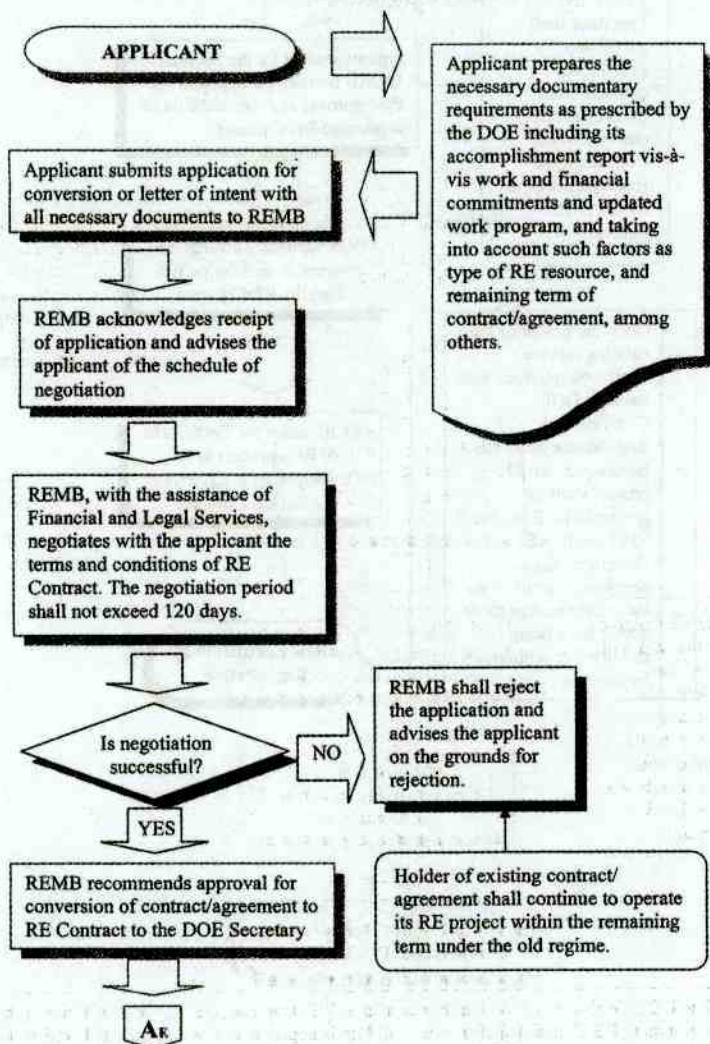 APPLICANT
Applicant prepares the
necessary documentary
requirements as prescribed by
the DOE including its
accomplishment report vis-à-
vis work and financial
commitments and updated
work program, and taking
into account such factors as
type of RE resource, and
remaining term of
contract/agreement, among
others.
Applicant submits application for
conversion or letter of intent with
all necessary documents to REMB
REMB acknowledges receipt
of application and advises the
applicant of the schedule of
negotiation
REMB, with the assistance of
Financial and Legal Services,
negotiates with the applicant the
terms and conditions of RE
Contract. The negotiation period
shall not exceed 120 days.
Is negotiation
successful?
NO
REMB shall reject
the application and
advises the applicant
on the grounds for
rejection.
YES
REMB recommends approval for
conversion of contract/agreement to
RE Contract to the DOE Secretary
Holder of existing contract/
agreement shall continue to operate
its RE project within the remaining
term under the old regime.
AE